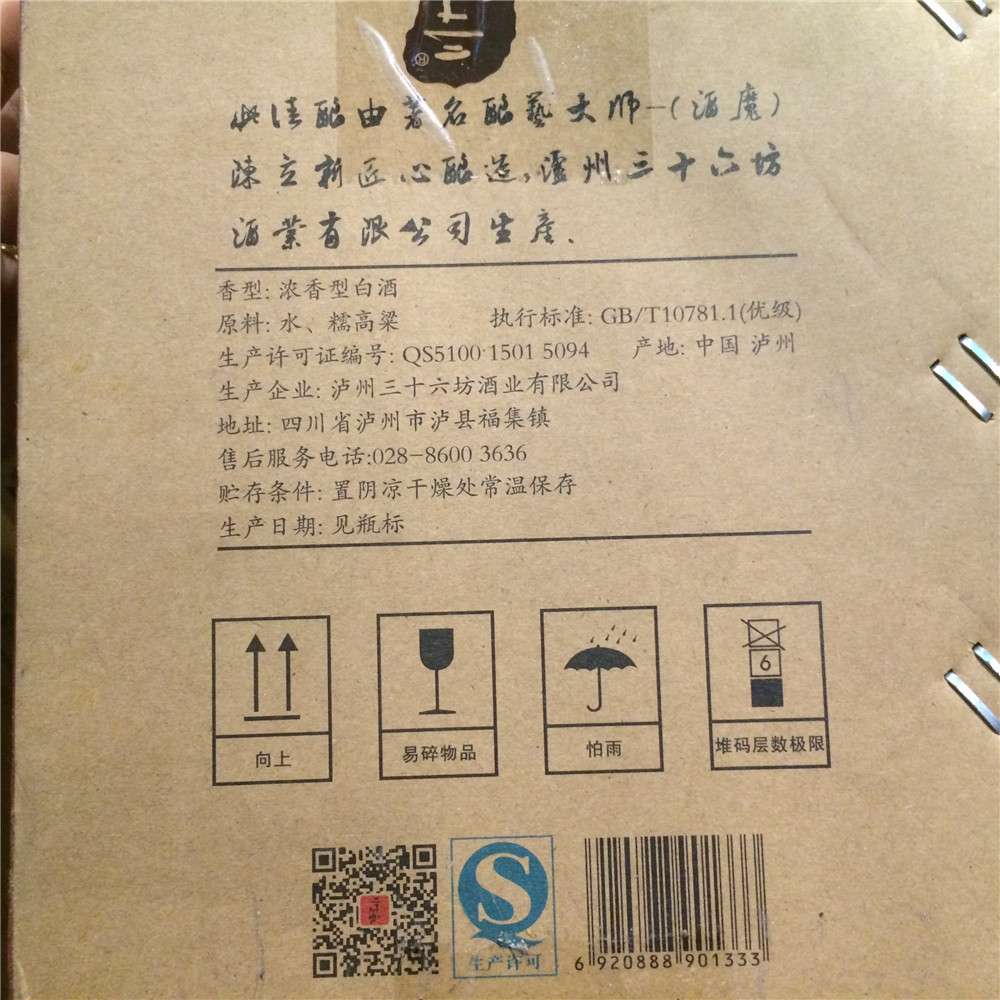 此佳酿由著名酿艺大师-(酒魔)
陳立新匠心酿造,瀘州三十六坊
酒業有限公司生産.
香型: 浓香型白酒
原料: 水、糯高粱 执行标准: GB/T10781.1(优级)
生产许可证编号: QS5100 1501 5094 产地: 中国 泸州
生产企业: 泸州三十六坊酒业有限公司
地址: 四川省泸州市泸县福集镇
售后服务电话:028-8600 3636
贮存条件: 置阴凉干燥处常温保存
生产日期: 见瓶标
6
向上 易碎物品 怕雨 堆码层数极限
S
生产许可
6 920888 901333